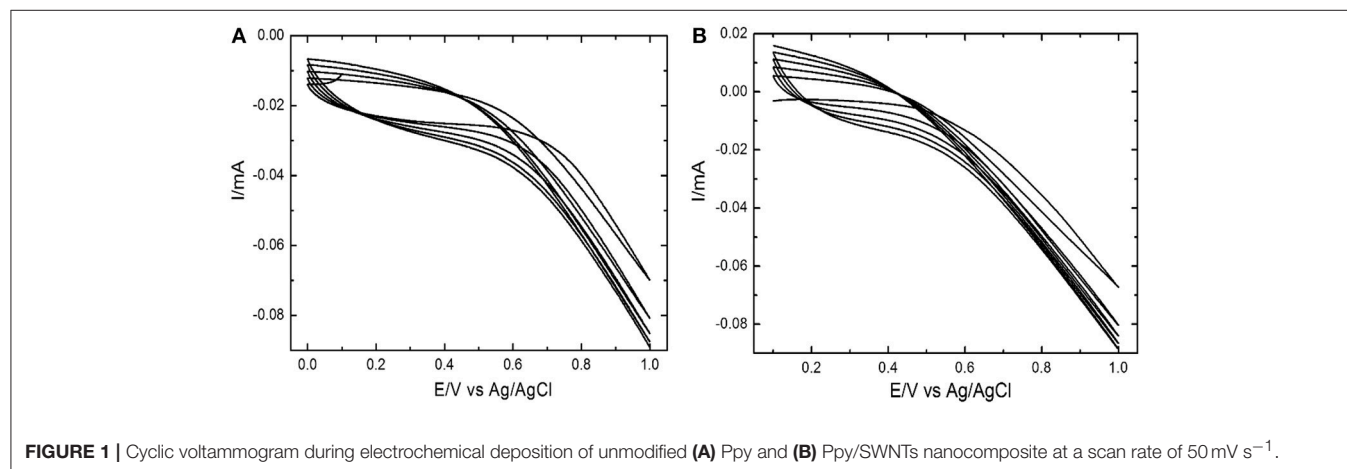 A
0.00
-0.02
-0.04
-0.06
-0.08
I/mA
0.0 0.2 0.4 0.6 0.8 1.0
E/V vs Ag/AgCl
B
0.02
0.00
-0.02
-0.04
-0.06
-0.08
I/mA
0.2 0.4 0.6 0.8 1.0
E/V vs Ag/AgCl
FIGURE 1 | Cyclic voltammogram during electrochemical deposition of unmodified (A) Ppy and (B) Ppy/SWNTs nanocomposite at a scan rate of 50 mV s⁻¹.